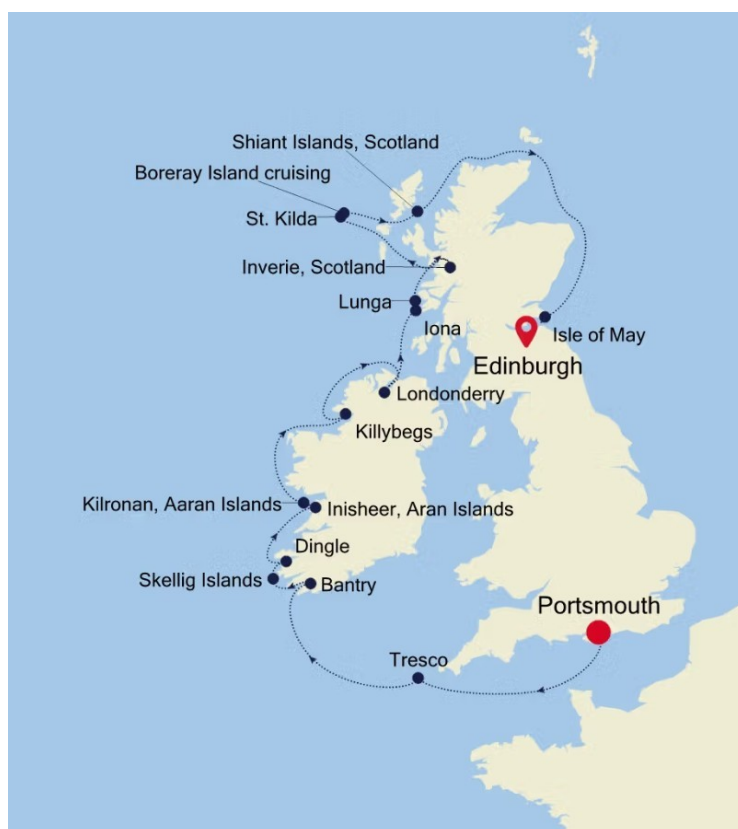 Shiant Islands, Scotland
Boreray Island cruising
St. Kilda
Inverie, Scotland
Lunga
Iona
Isle of May
Edinburgh
Londonderry
Killybegs
Kilronan, Aaran Islands
Inisheer, Aran Islands
Dingle
Skellig Islands
Bantry
Portsmouth
Tresco